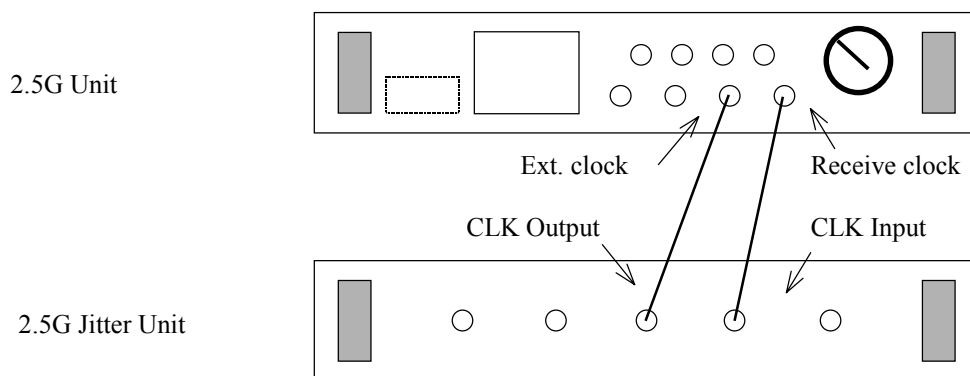 2.5G Unit
Ext. clock
Receive clock
CLK Output
CLK Input
2.5G Jitter Unit